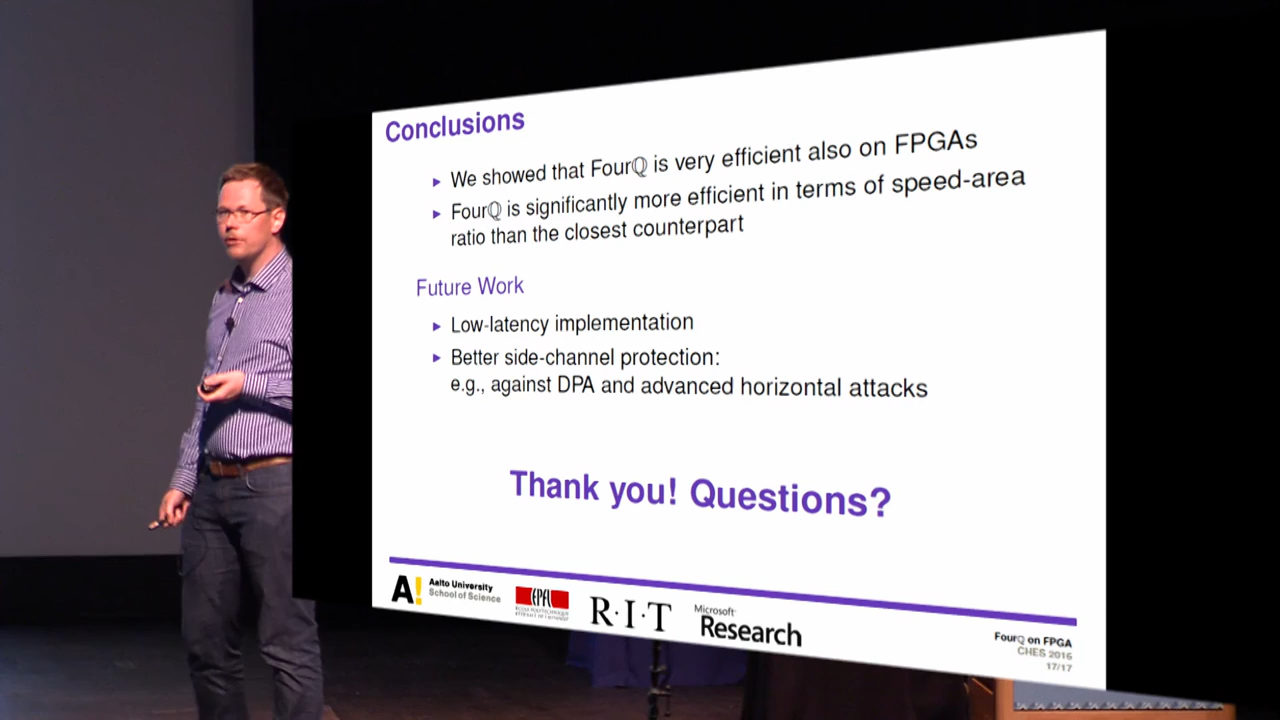 Conclusions
▸ We showed that Fourℚ is very efficient also on FPGAs
▸ Fourℚ is significantly more efficient in terms of speed-area
ratio than the closest counterpart
Future Work
▸ Low-latency implementation
▸ Better side-channel protection:
e.g., against DPA and advanced horizontal attacks
Thank you! Questions?
A! Aalto University
School of Science
EPFL
R·I·T
Microsoft
Research
Fourℚ on FPGA
CHES 2016
17/17